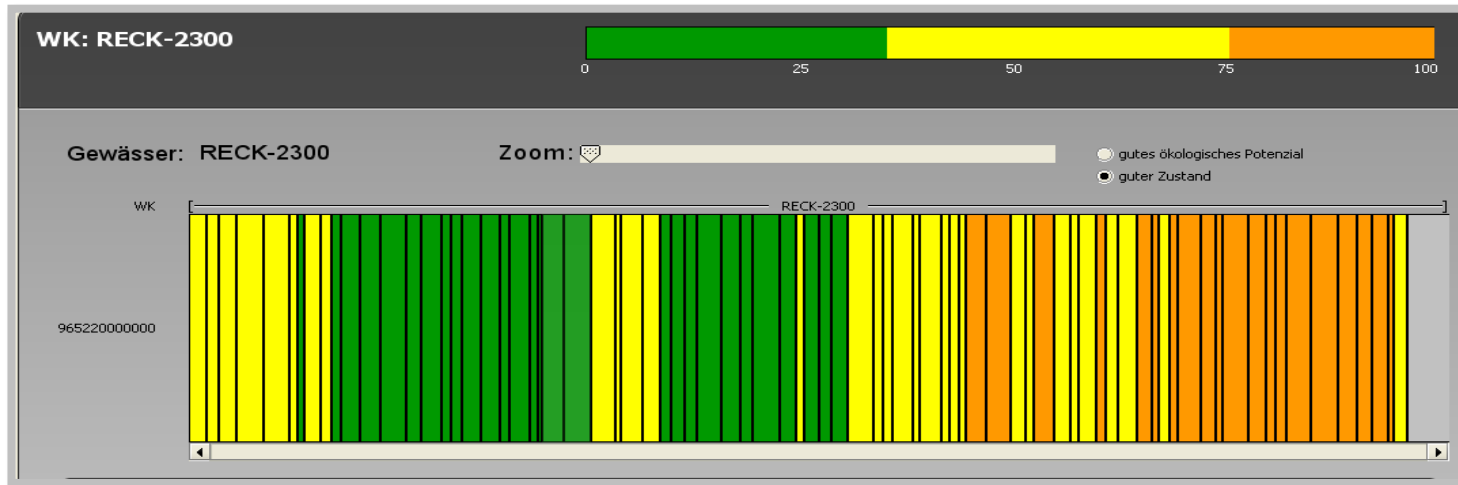 WK: RECK-2300
0 25 50 75 100
Gewässer: RECK-2300 Zoom:
gutes ökologisches Potenzial
guter Zustand
WK RECK-2300
965220000000